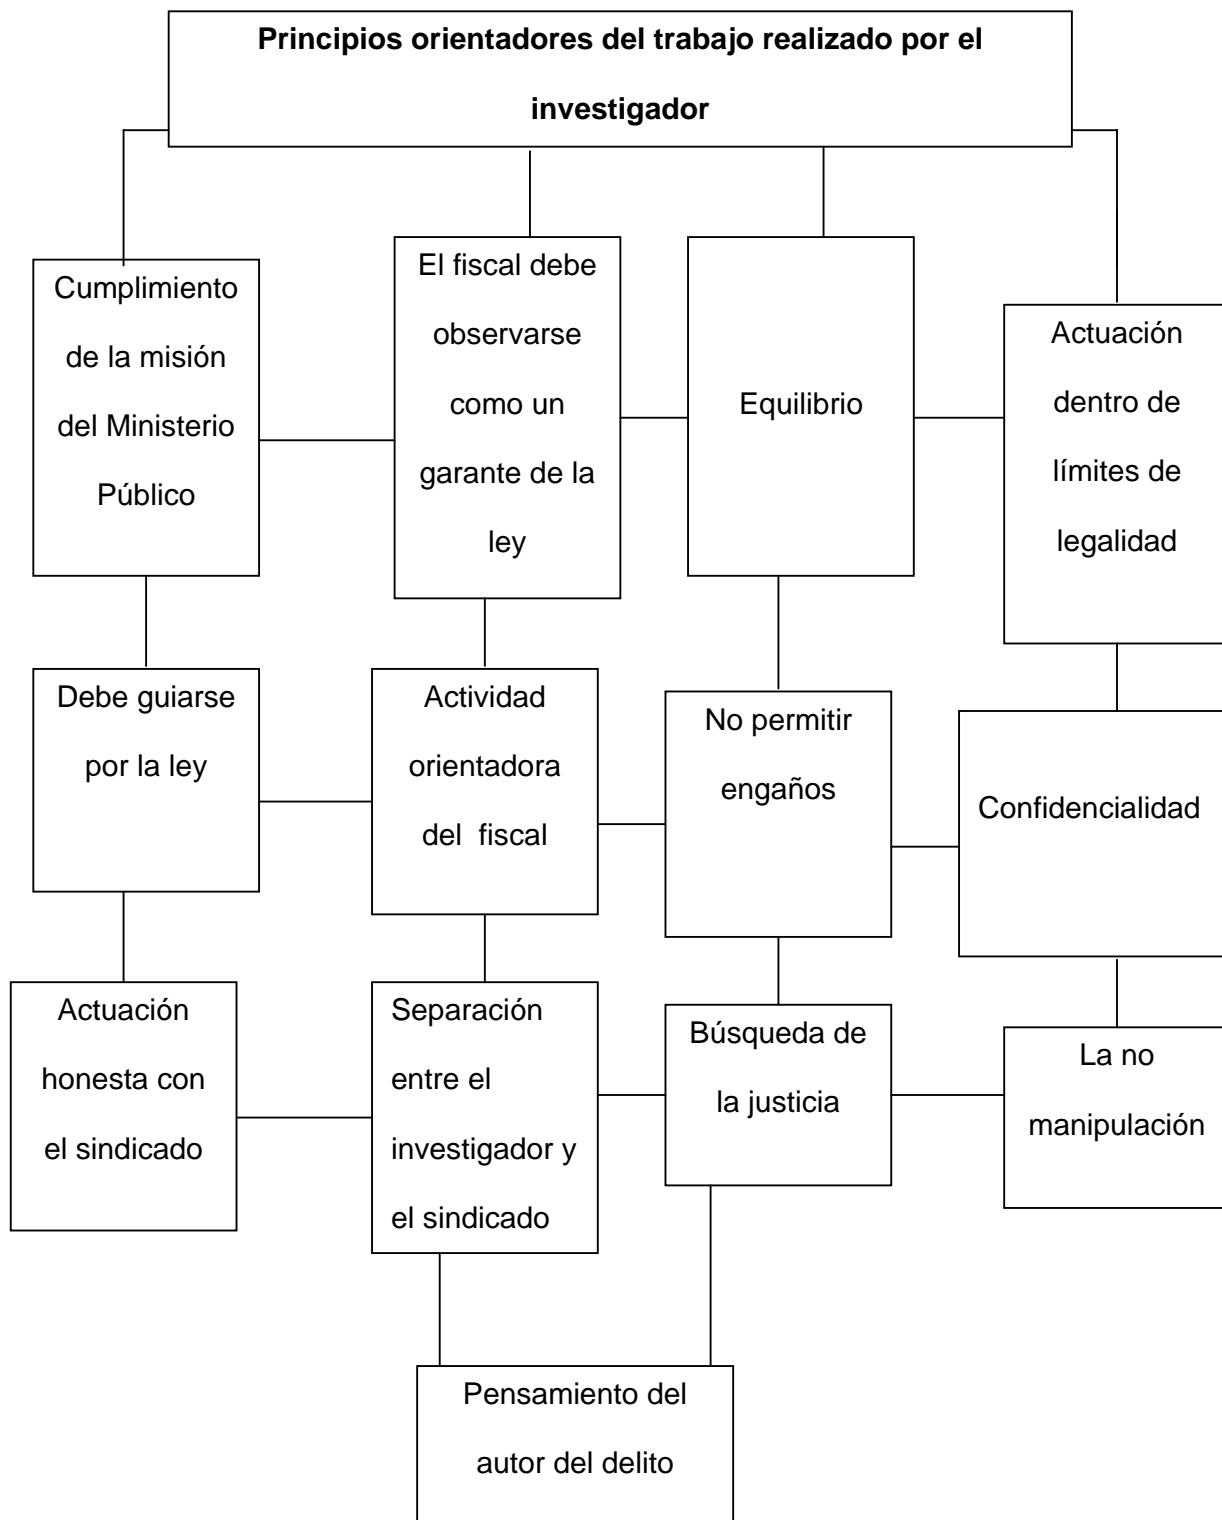 Principios orientadores del trabajo realizado por el
investigador
Cumplimiento
de la misión
del Ministerio
Público
El fiscal debe
observarse
como un
garante de la
ley
Equilibrio
Actuación
dentro de
límites de
legalidad
Debe guiarse
por la ley
Actividad
orientadora
del fiscal
No permitir
engaños
Confidencialidad
Actuación
honesta con
el sindicado
Separación
entre el
investigador y
el sindicado
Búsqueda de
la justicia
La no
manipulación
Pensamiento del
autor del delito